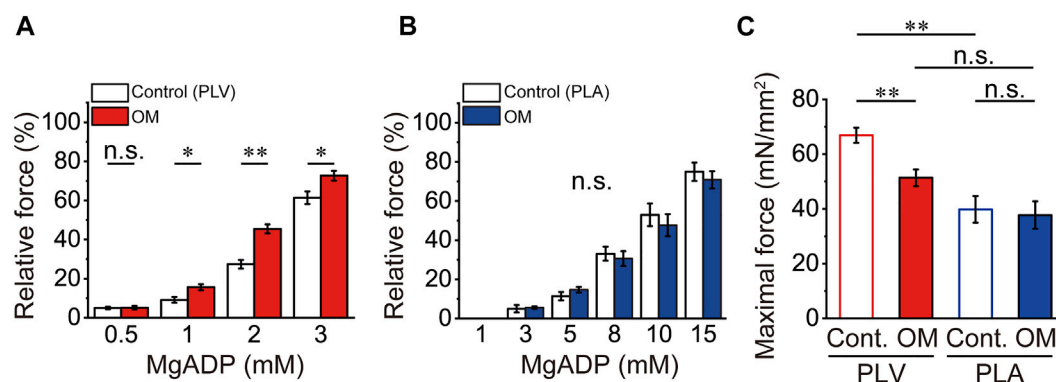 A
Control (PLV)
OM
Relative force (%)
100
80
60
40
20
0
n.s.
*
**
*
0.5 1 2 3
MgADP (mM)
B
Control (PLA)
OM
Relative force (%)
100
80
60
40
20
0
n.s.
1 3 5 8 10 15
MgADP (mM)
C
**
n.s.
** n.s.
Maximal force (mN/mm²)
80
60
40
20
0
Cont. OM Cont. OM
PLV PLA